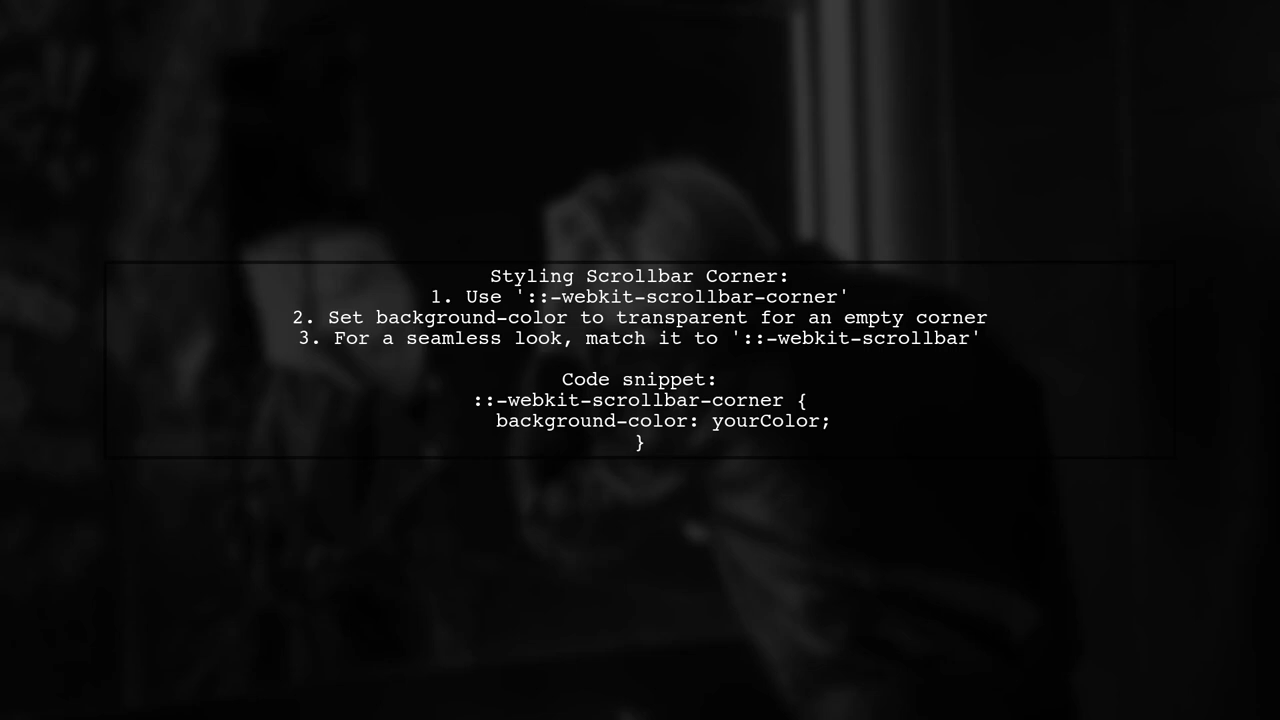 Styling Scrollbar Corner:
1. Use '::-webkit-scrollbar-corner'
2. Set background-color to transparent for an empty corner
3. For a seamless look, match it to '::-webkit-scrollbar'
Code snippet:
::-webkit-scrollbar-corner {
background-color: yourColor;
}